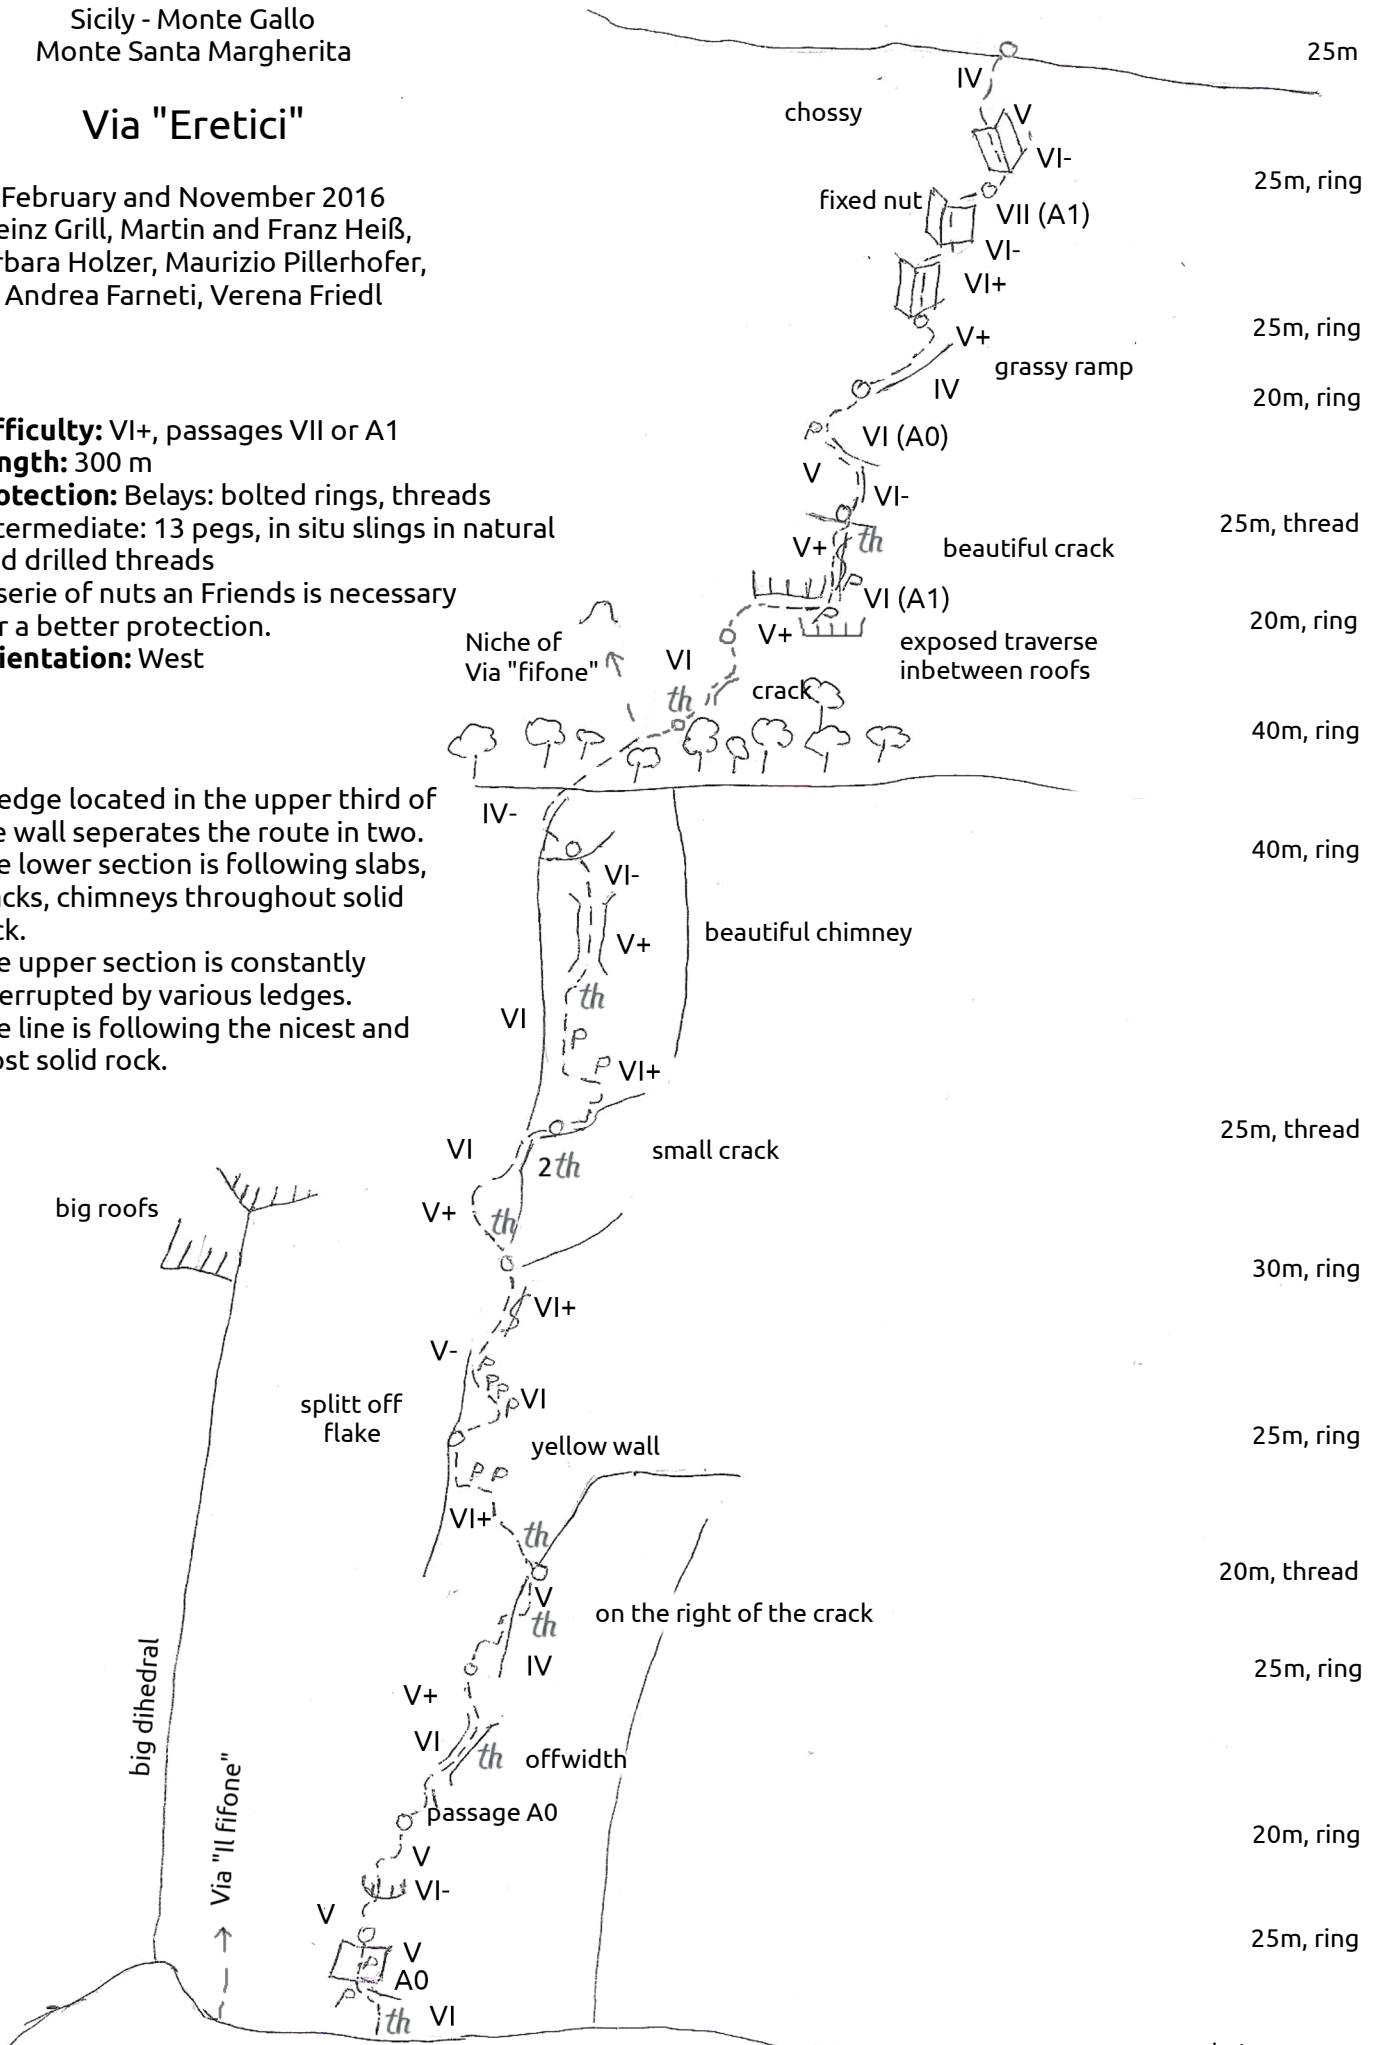 Sicily - Monte Gallo
Monte Santa Margherita
Via "Eretici"
February and November 2016
einz Grill, Martin and Franz Heiß,
rbara Holzer, Maurizio Pillerhofer,
Andrea Farneti, Verena Friedl
fficulty: VI+, passages VII or A1
ngth: 300 m
otection: Belays: bolted rings, threads
termediate: 13 pegs, in situ slings in natural
d drilled threads
serie of nuts an Friends is necessary
r a better protection.
ientation: West
edge located in the upper third of
e wall seperates the route in two.
e lower section is following slabs,
cks, chimneys throughout solid
ck.
e upper section is constantly
terrupted by various ledges.
e line is following the nicest and
ost solid rock.
25m
IV
chossy
V
VI-
25m, ring
fixed nut
VII (A1)
VI-
VI+
25m, ring
V+
grassy ramp
IV
20m, ring
P
VI (A0)
V
VI-
25m, thread
th
V+
beautiful crack
P
VI (A1)
P
20m, ring
V+
exposed traverse
inbetween roofs
Niche of
Via "fifone"
VI
crack
th
40m, ring
IV-
40m, ring
VI-
beautiful chimney
V+
th
VI
P
P
VI+
25m, thread
VI
small crack
2th
big roofs
V+
th
30m, ring
VI+
V-
P
P
P
P
VI
splitt off
flake
25m, ring
yellow wall
P P
VI+
th
20m, thread
V
on the right of the crack
th
IV
25m, ring
V+
big dihedral
VI
th
offwidth
Via "Il fifone"
passage A0
20m, ring
V
VI-
V
25m, ring
V
P
A0
P
th
VI